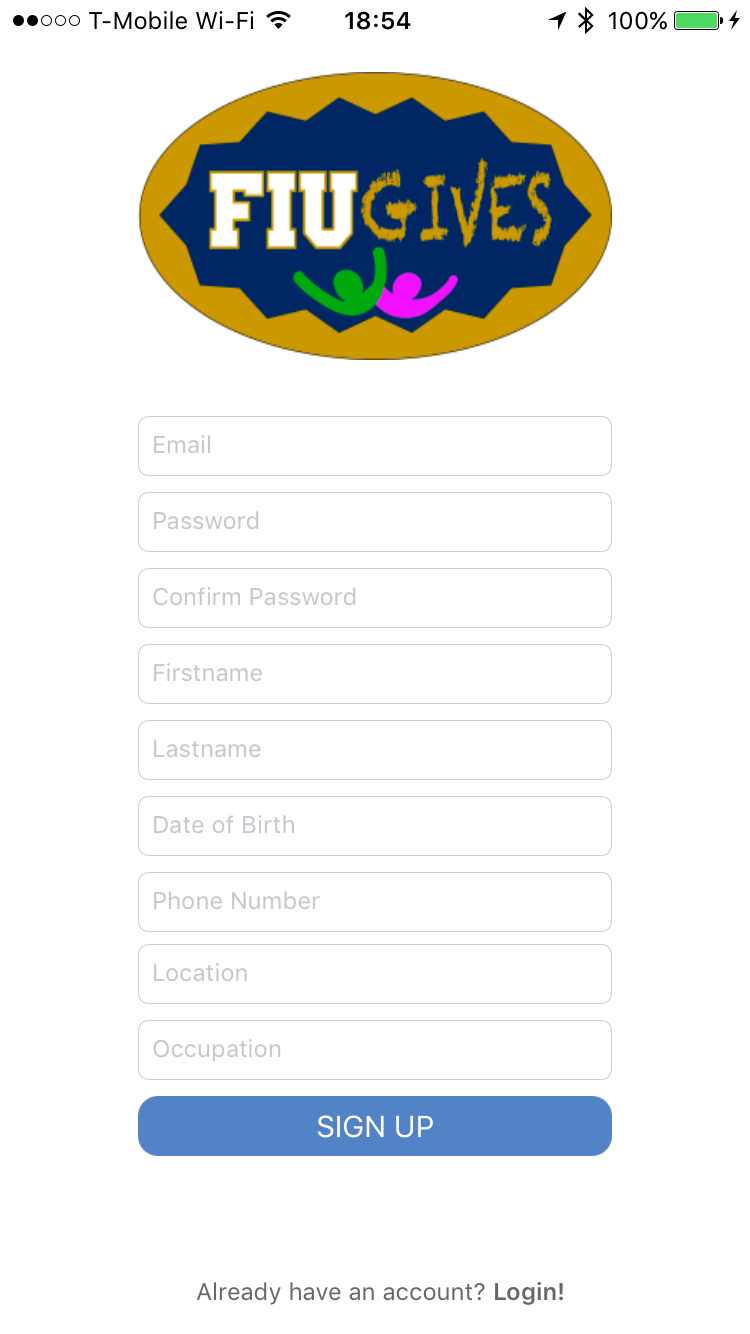 T-Mobile Wi-Fi 18:54 100%
FIU GIVES
Email
Password
Confirm Password
Firstname
Lastname
Date of Birth
Phone Number
Location
Occupation
SIGN UP
Already have an account? Login!